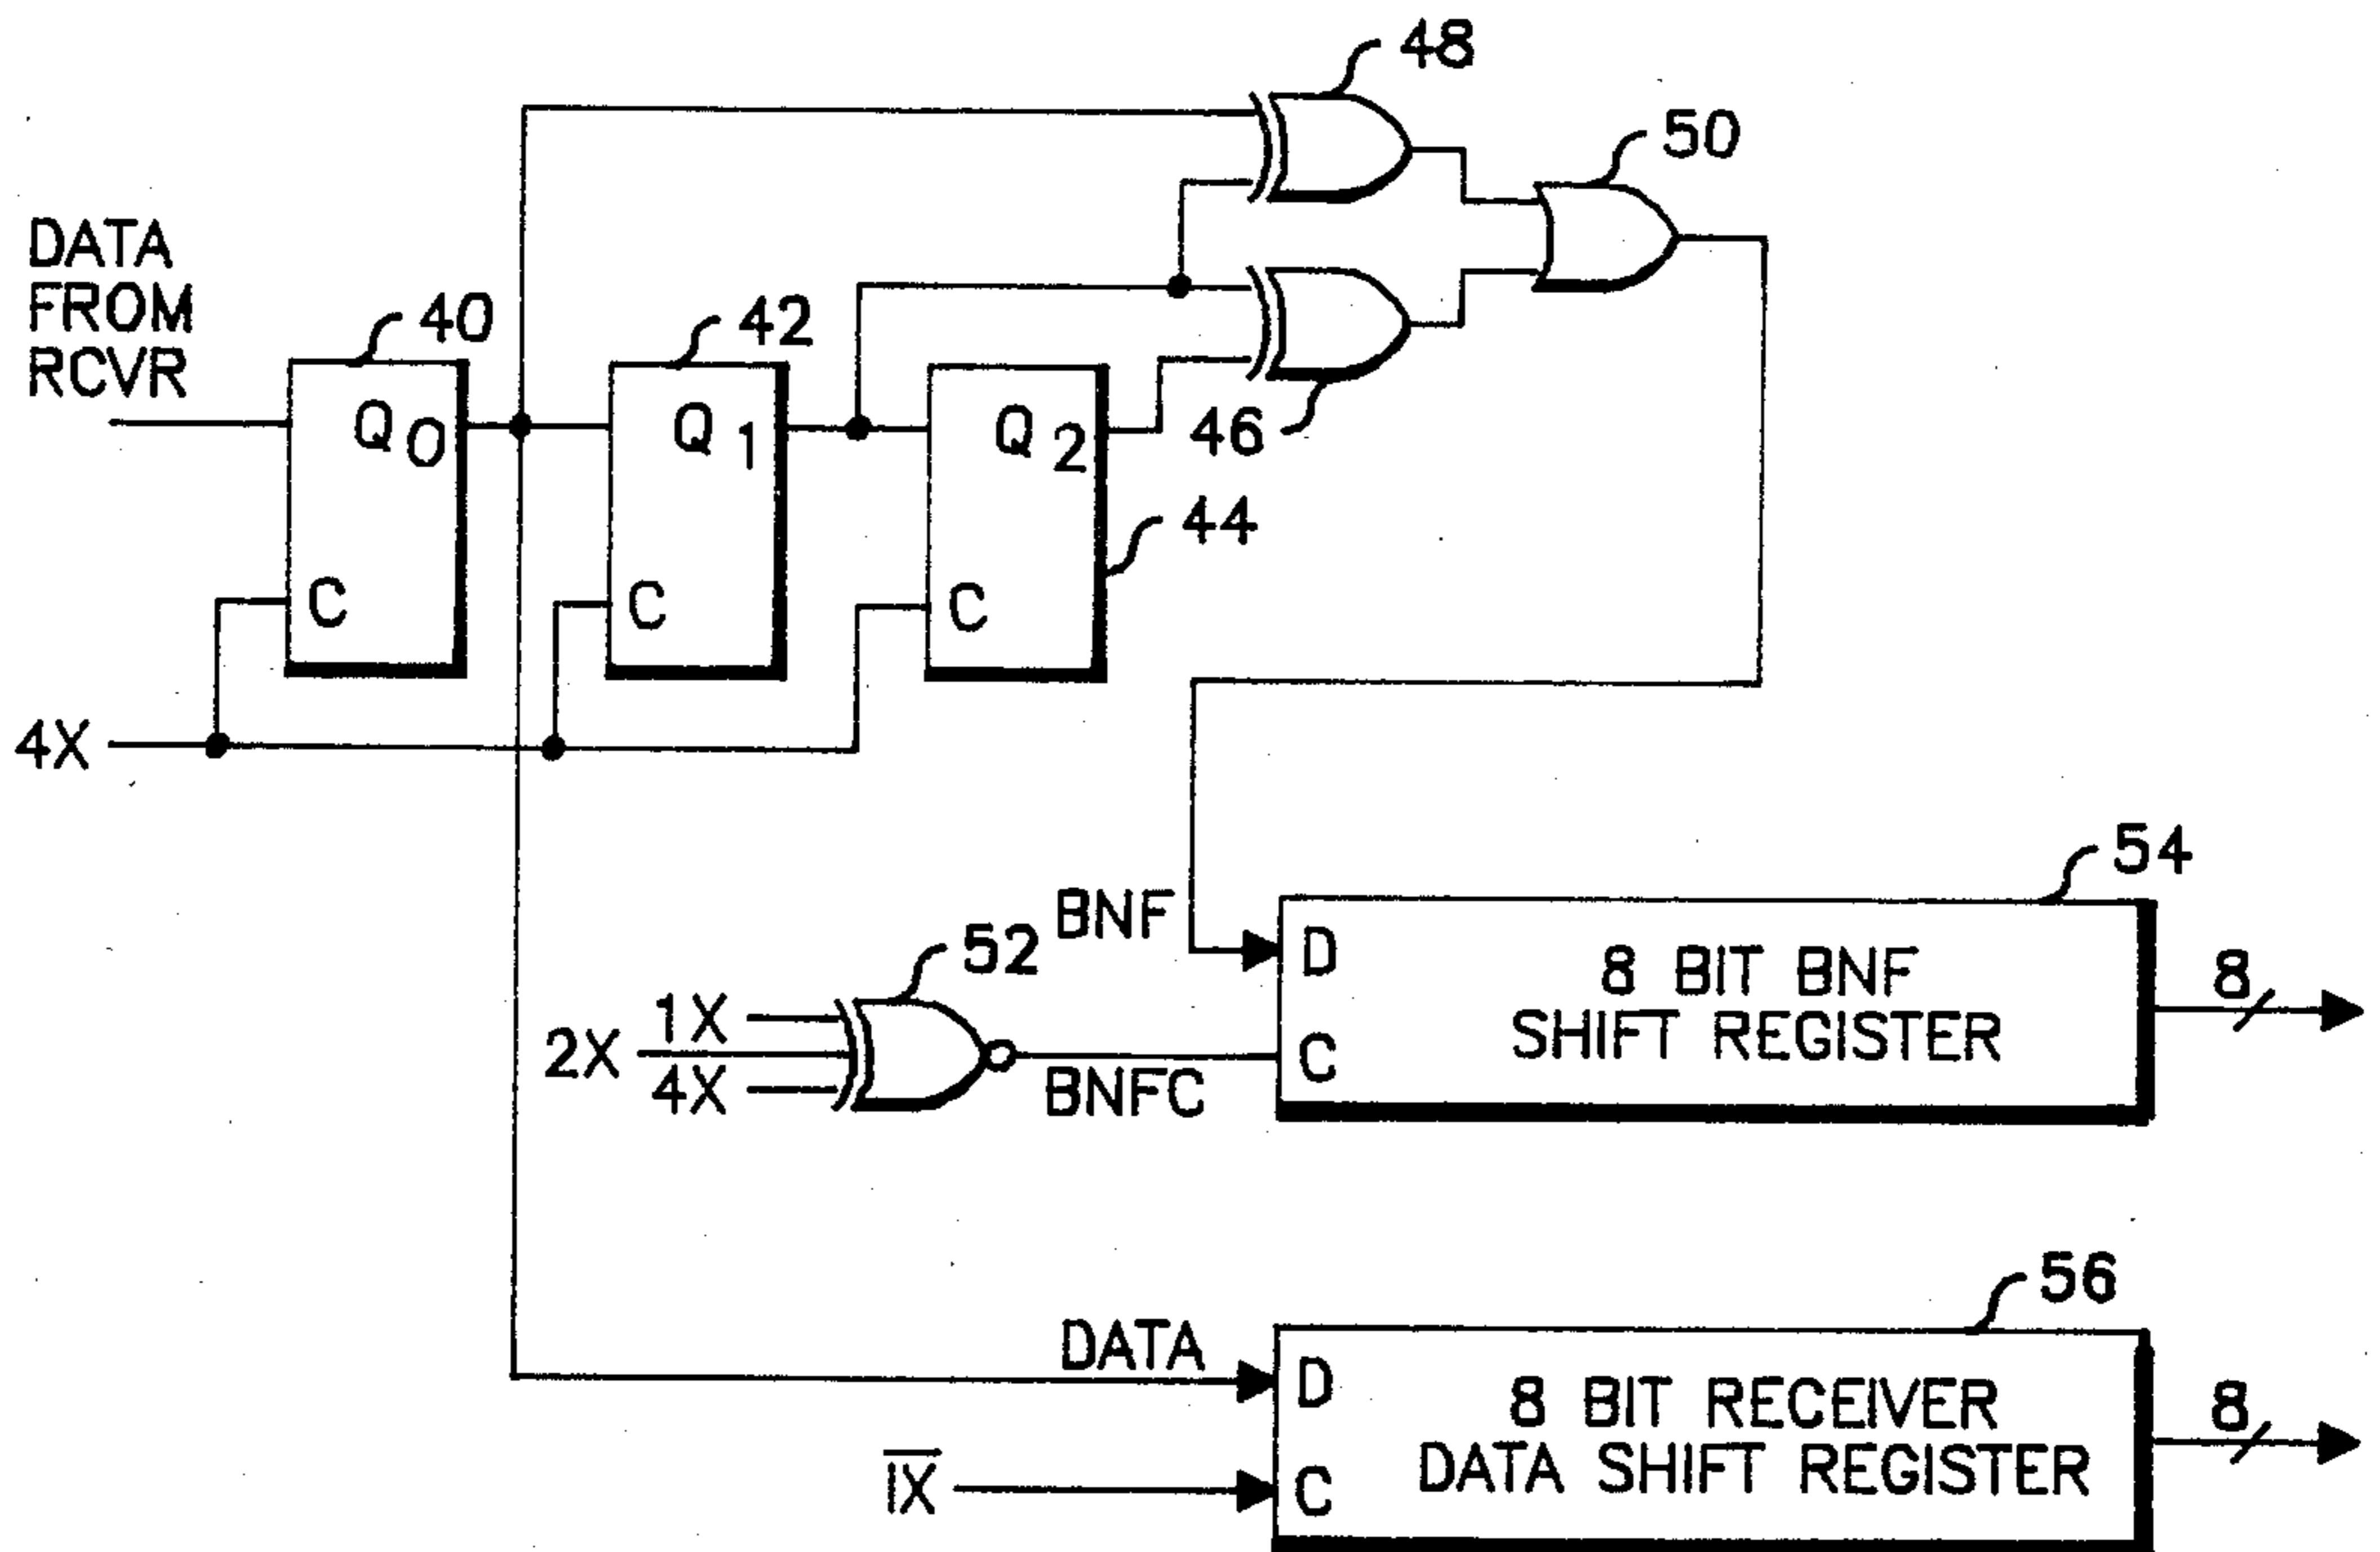 48
50
DATA
FROM
RCVR
40
42
Q0
Q1
Q2
46
44
C
C
C
4X
54
BNF
52
D
8 BIT BNF
SHIFT REGISTER
8
1X
2X
4X
BNFC
C
56
DATA
D
8 BIT RECEIVER
DATA SHIFT REGISTER
8
I̅X̅
C